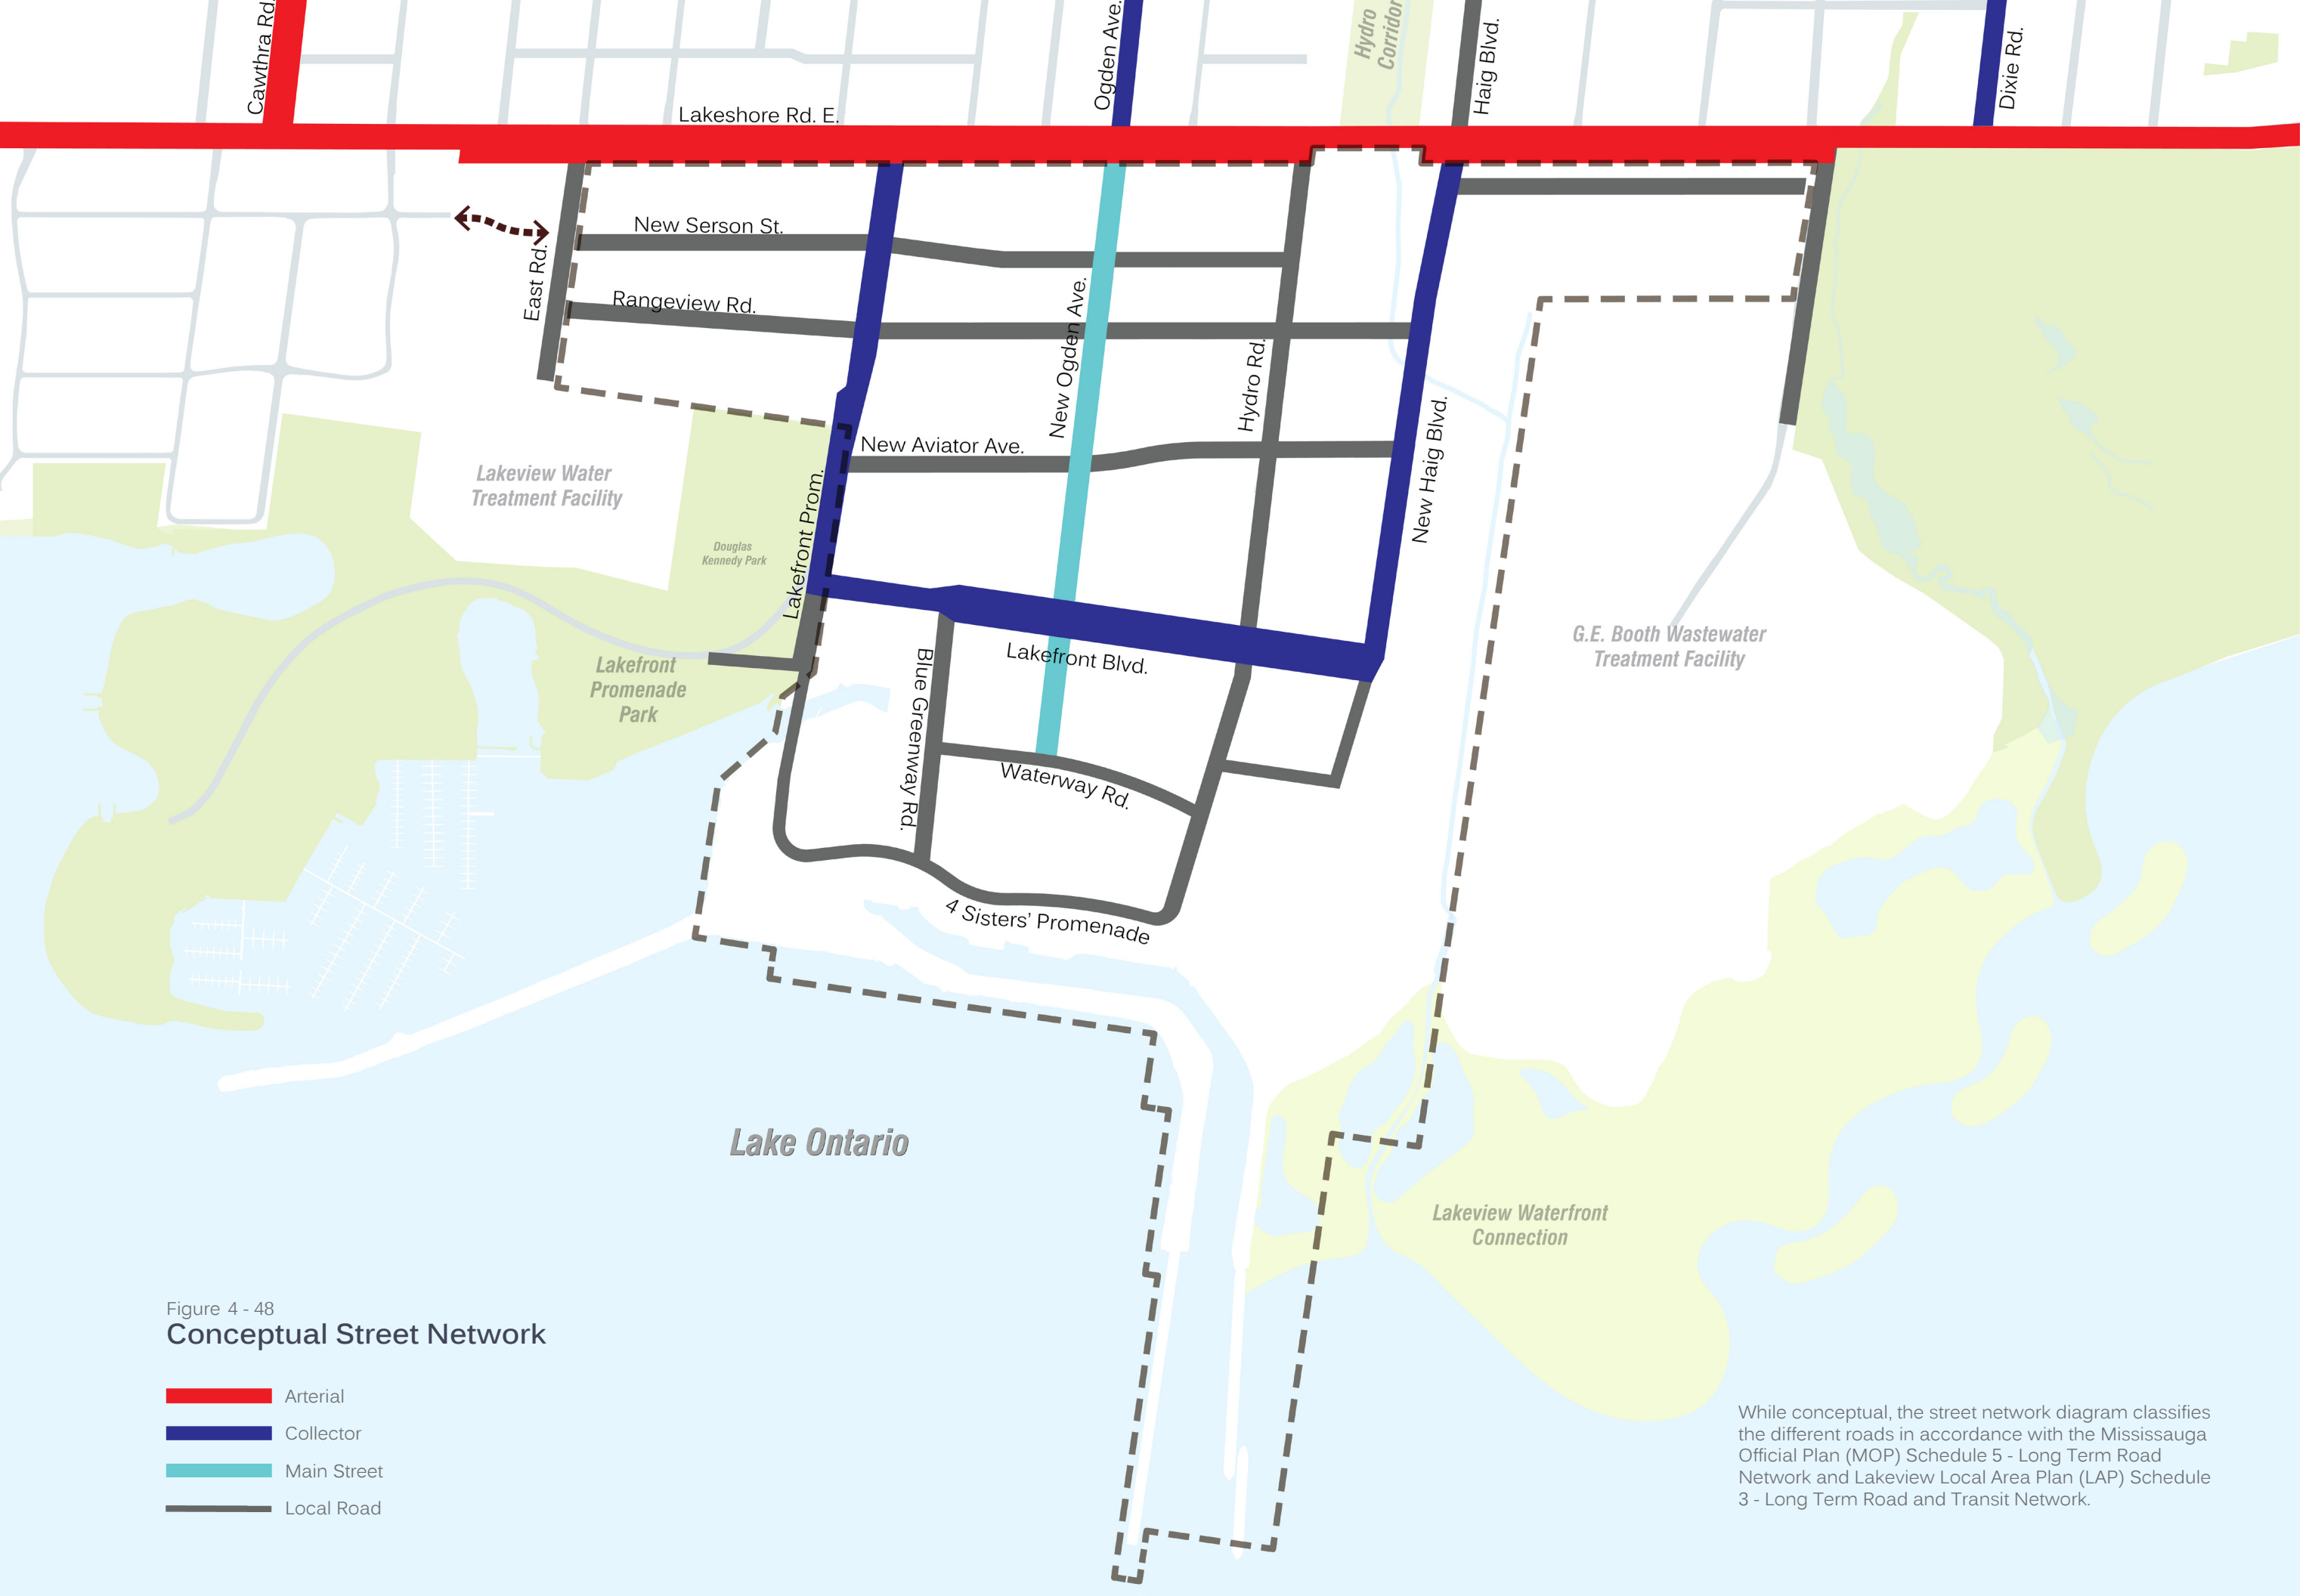 Cawthra Rd.
Ogden Ave.
Hydro
Corridor
Haig Blvd.
Dixie Rd.
Lakeshore Rd. E.
New Serson St.
East Rd.
Rangeview Rd.
New Ogden Ave.
Hydro Rd.
New Haig Blvd.
New Aviator Ave.
Lakeview Water
Treatment Facility
Lakefront Prom.
Douglas
Kennedy Park
Lakefront
Promenade
Park
Blue Greenway Rd.
Lakefront Blvd.
G.E. Booth Wastewater
Treatment Facility
Waterway Rd.
4 Sisters’ Promenade
Lake Ontario
Lakeview Waterfront
Connection
Figure 4 - 48
Conceptual Street Network
Arterial
Collector
Main Street
Local Road
While conceptual, the street network diagram classifies
the different roads in accordance with the Mississauga
Official Plan (MOP) Schedule 5 - Long Term Road
Network and Lakeview Local Area Plan (LAP) Schedule
3 - Long Term Road and Transit Network.